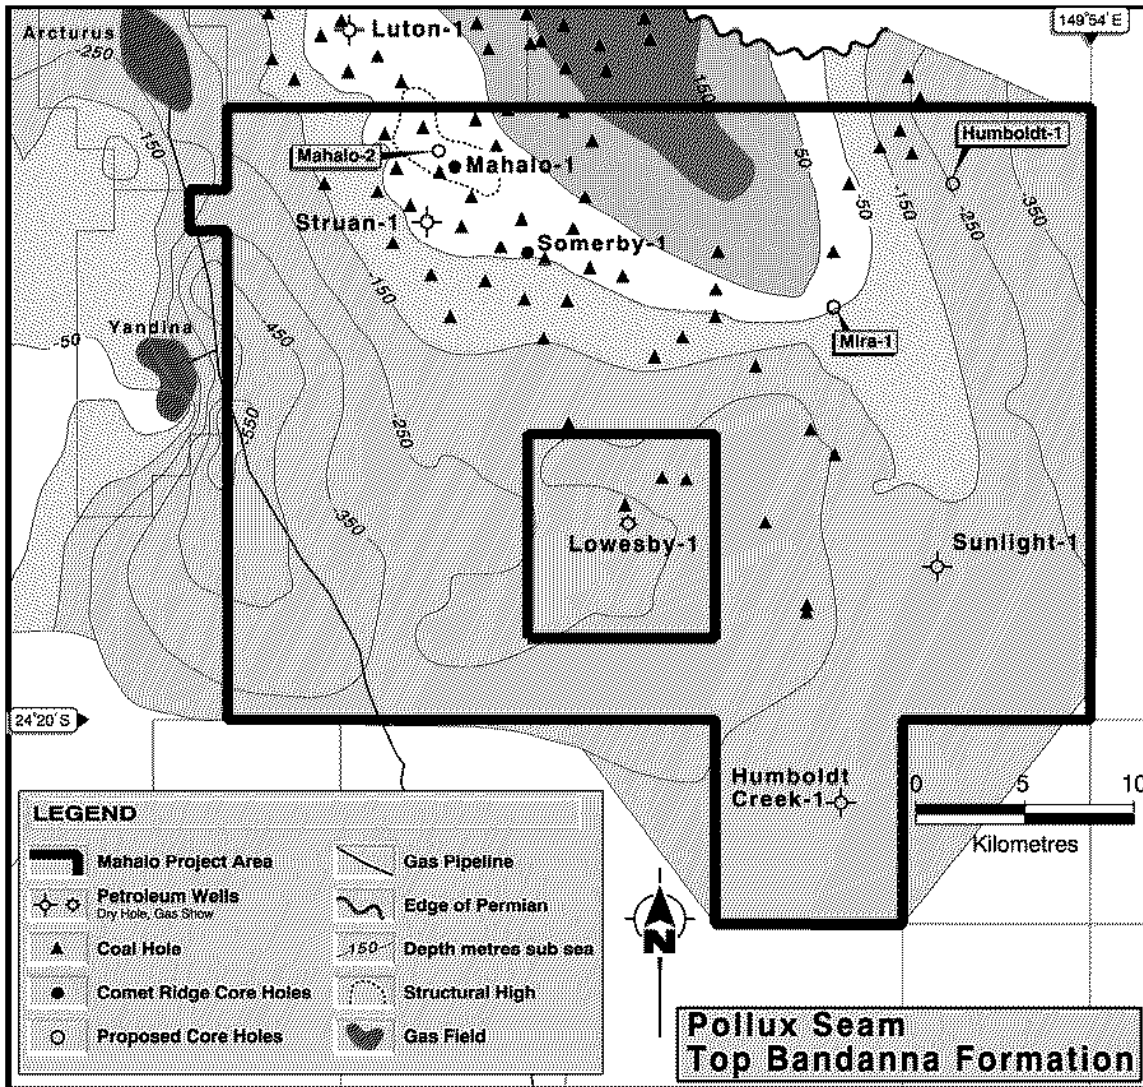 Arcturus
-250
Luton-1
149°54' E
150
-150
150
50
-50
-150
-250
-350
Humboldt-1
Mahalo-2
Mahalo-1
Struan-1
Somerby-1
-50
Yandina
-150
-450
-550
-250
-350
Mira-1
Lowesby-1
Sunlight-1
24°20' S
Humboldt
Creek-1
0 5 10
Kilometres
N
LEGEND
Mahalo Project Area
Petroleum Wells
Dry Hole, Gas Show
Coal Hole
Comet Ridge Core Holes
Proposed Core Holes
Gas Pipeline
Edge of Permian
-150- Depth metres sub sea
Structural High
Gas Field
Pollux Seam
Top Bandanna Formation